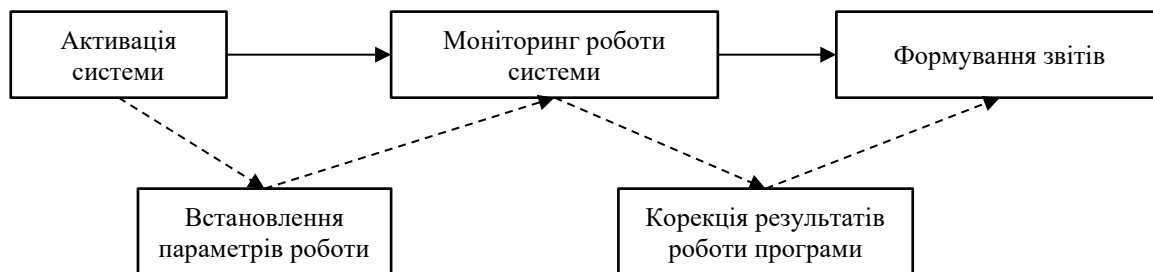 Активація
системи
Моніторинг роботи
системи
Формування звітів
Встановлення
параметрів роботи
Корекція результатів
роботи програми